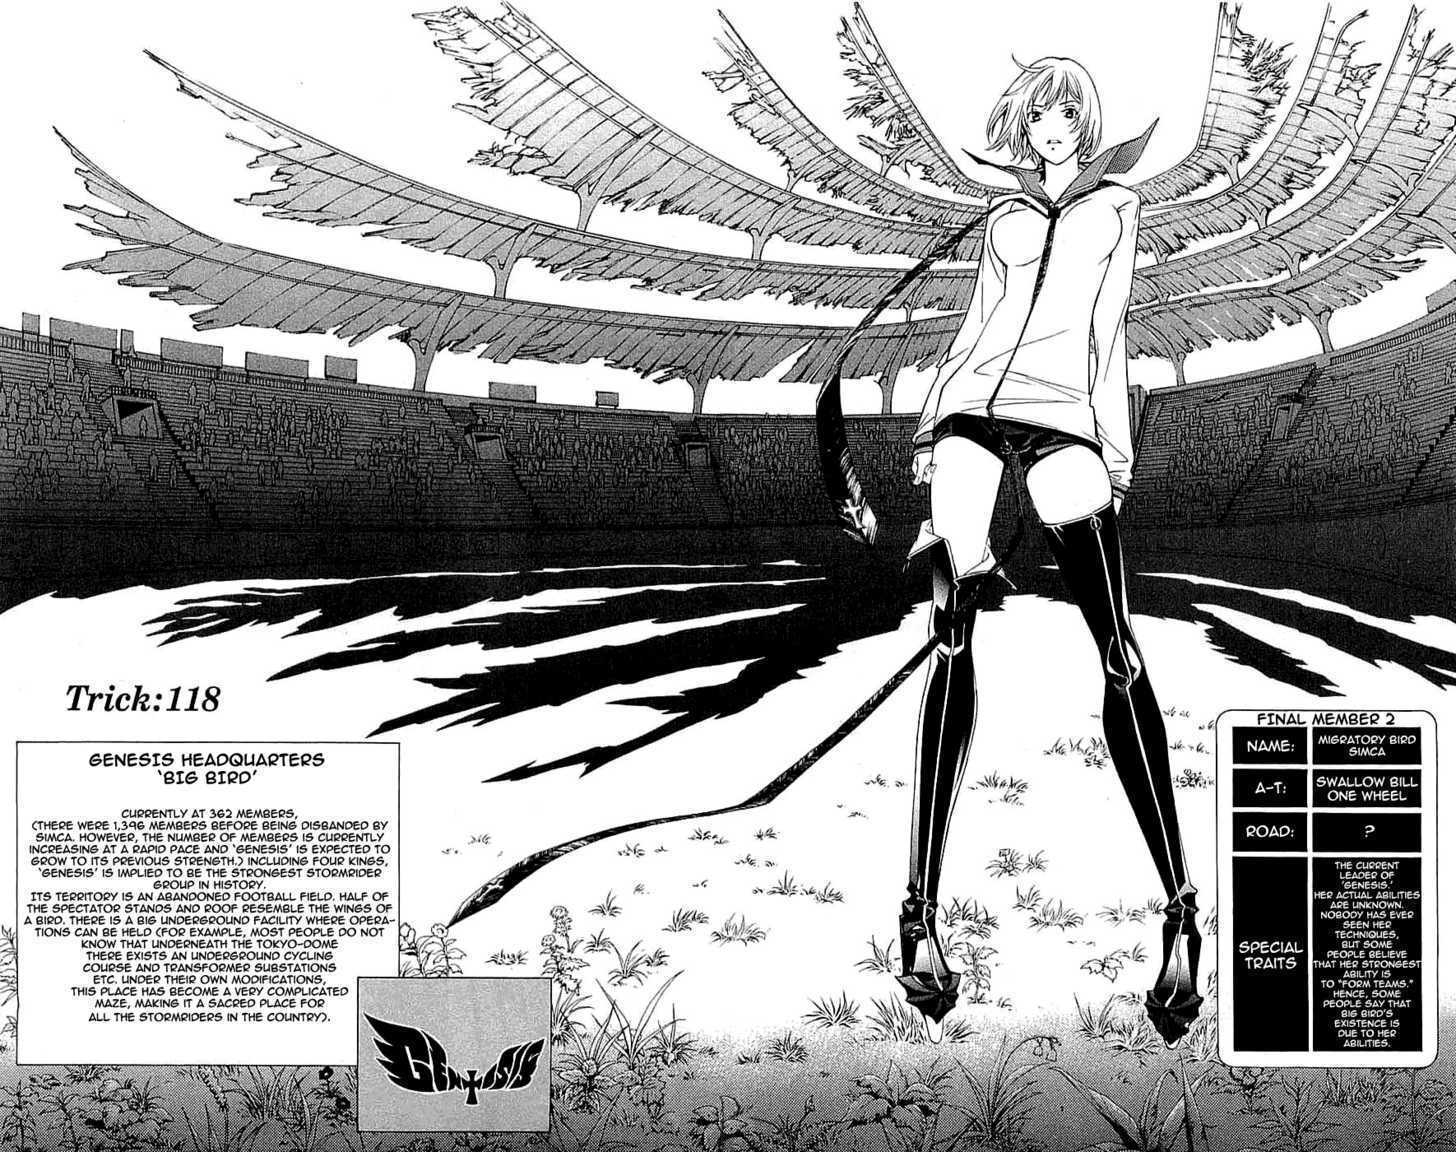 Trick:118
GENESIS HEADQUARTERS
'BIG BIRD'
CURRENTLY AT 362 MEMBERS,
(THERE WERE 1,396 MEMBERS BEFORE BEING DISBANDED BY
SIMCA. HOWEVER, THE NUMBER OF MEMBERS IS CURRENTLY
INCREASING AT A RAPID PACE AND 'GENESIS' IS EXPECTED TO
GROW TO ITS PREVIOUS STRENGTH.) INCLUDING FOUR KINGS,
'GENESIS' IS IMPLIED TO BE THE STRONGEST STORMRIDER
GROUP IN HISTORY.
ITS TERRITORY IS AN ABANDONED FOOTBALL FIELD. HALF OF
THE SPECTATOR STANDS AND ROOF RESEMBLE THE WINGS OF
A BIRD. THERE IS A BIG UNDERGROUND FACILITY WHERE OPERA-
TIONS CAN BE HELD (FOR EXAMPLE, MOST PEOPLE DO NOT
KNOW THAT UNDERNEATH THE TOKYO-DOME
THERE EXISTS AN UNDERGROUND CYCLING
COURSE AND TRANSFORMER SUBSTATIONS
ETC. UNDER THEIR OWN MODIFICATIONS,
THIS PLACE HAS BECOME A VERY COMPLICATED
MAZE, MAKING IT A SACRED PLACE FOR
ALL THE STORMRIDERS IN THE COUNTRY).
GENESIS
FINAL MEMBER 2
NAME:
MIGRATORY BIRD
SIMCA
A-T:
SWALLOW BILL
ONE WHEEL
ROAD:
?
SPECIAL
TRAITS
THE CURRENT
LEADER OF
'GENESIS.'
HER ACTUAL ABILITIES
ARE UNKNOWN.
NOBODY HAS EVER
SEEN HER
TECHNIQUES,
BUT SOME
PEOPLE BELIEVE
THAT HER STRONGEST
ABILITY IS
TO "FORM TEAMS."
HENCE, SOME
PEOPLE SAY THAT
BIG BIRD'S
EXISTENCE IS
DUE TO HER
ABILITIES.